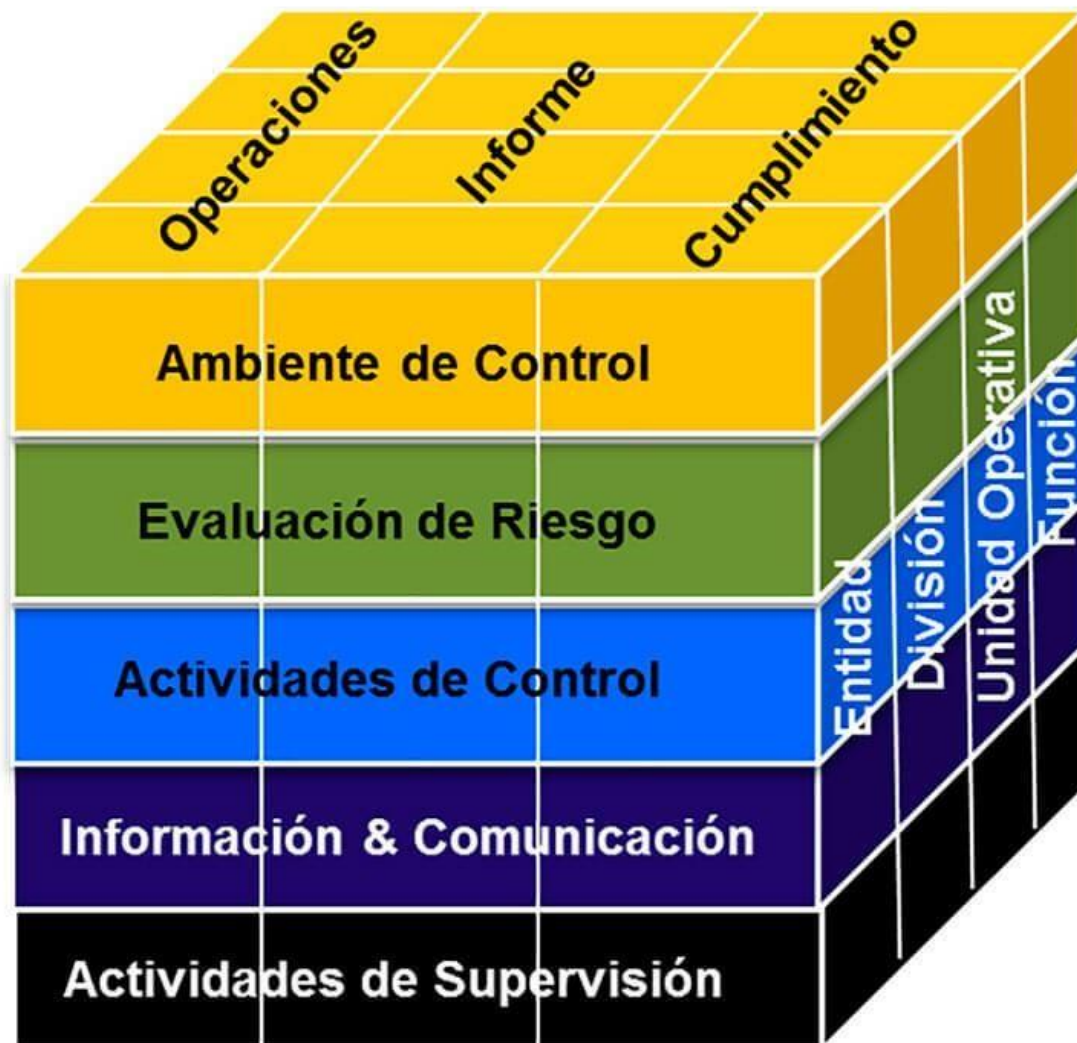 Operaciones
Informe
Cumplimiento
Ambiente de Control
Evaluación de Riesgo
Actividades de Control
Información & Comunicación
Actividades de Supervisión
Entidad
División
Unidad Operativa
Función